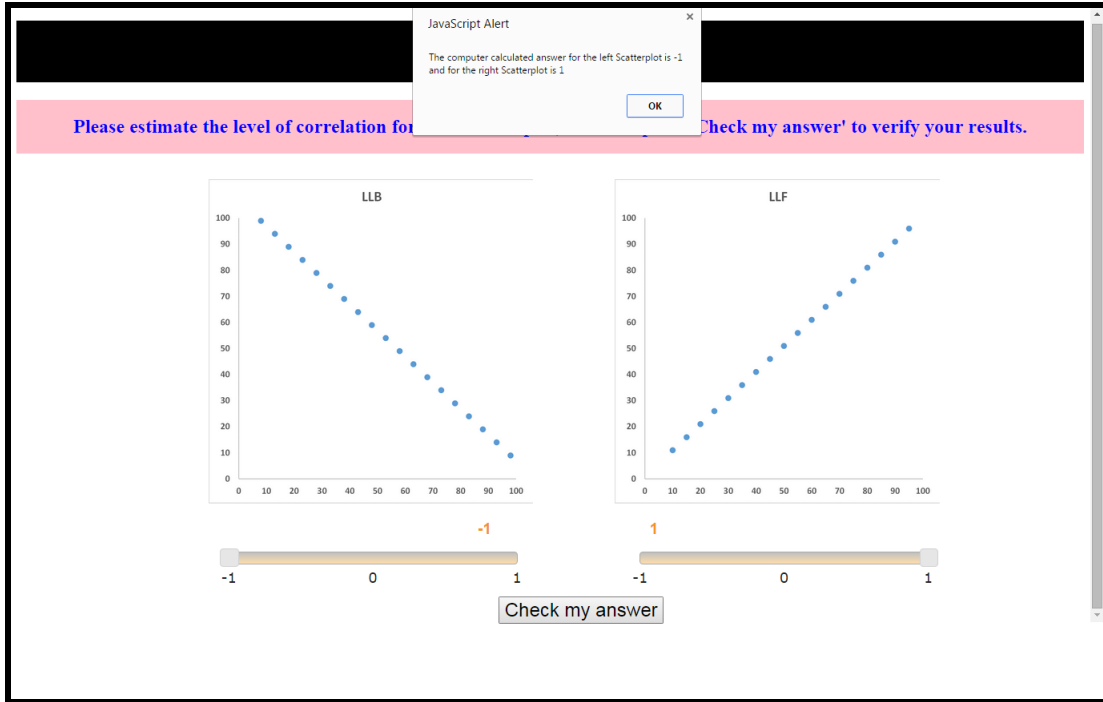 JavaScript Alert
×
The computer calculated answer for the left Scatterplot is -1
and for the right Scatterplot is 1
OK
Please estimate the level of correlation for 'Check my answer' to verify your results.
LLB
100
90
80
70
60
50
40
30
20
10
0
0 10 20 30 40 50 60 70 80 90 100
LLF
100
90
80
70
60
50
40
30
20
10
0
0 10 20 30 40 50 60 70 80 90 100
-1
-1 0 1
1
-1 0 1
Check my answer